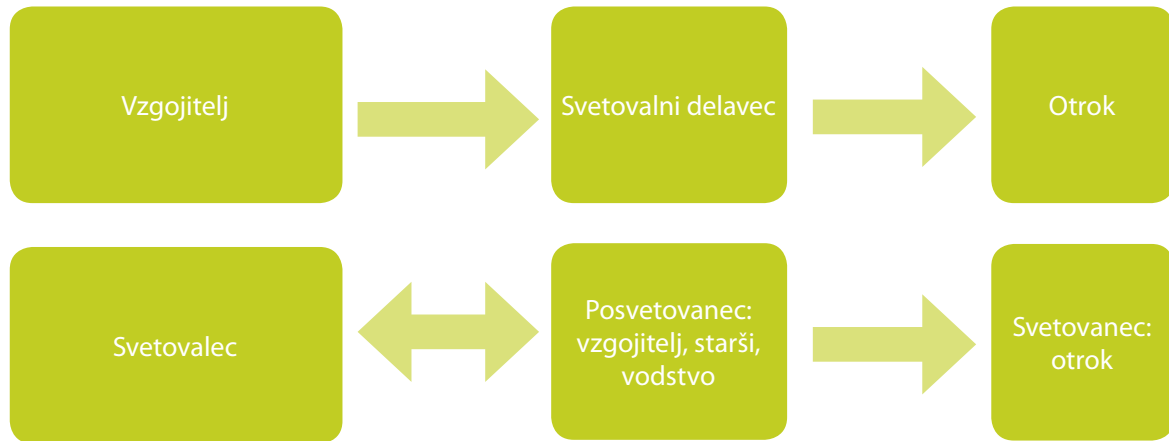 Vzgojitelj
Svetovalni delavec
Otrok
Svetovalec
Posvetovanec:
vzgojitelj, starši,
vodstvo
Svetovanec:
otrok